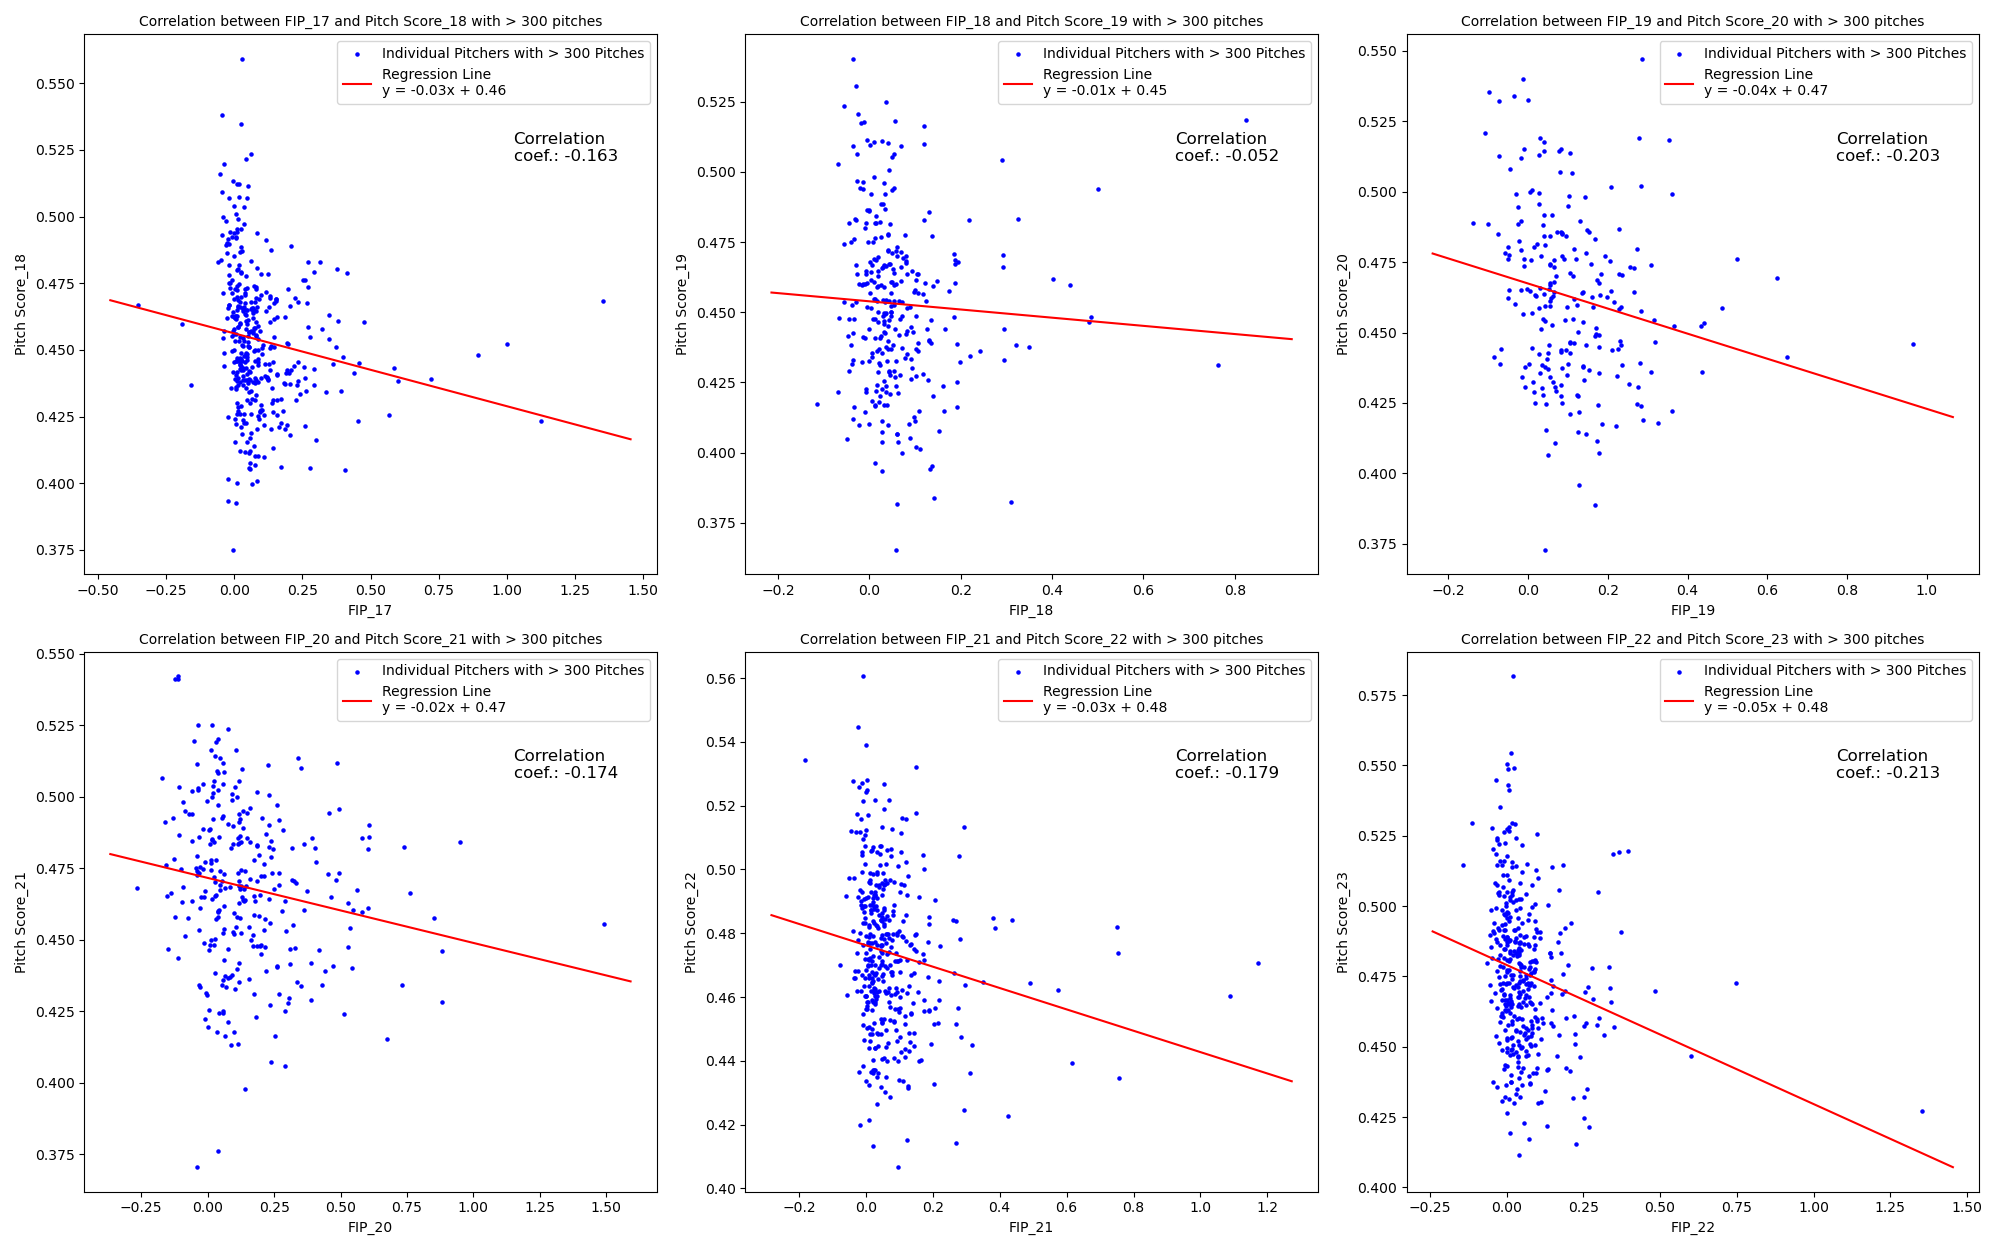 Correlation between FIP_17 and Pitch Score_18 with > 300 pitches
Individual Pitchers with > 300 Pitches
Regression Line
y = -0.03x + 0.46
Correlation
coef.: -0.163
Pitch Score_18
0.550
0.525
0.500
0.475
0.450
0.425
0.400
0.375
−0.50 −0.25 0.00 0.25 0.50 0.75 1.00 1.25 1.50
FIP_17
Correlation between FIP_18 and Pitch Score_19 with > 300 pitches
Individual Pitchers with > 300 Pitches
Regression Line
y = -0.01x + 0.45
Correlation
coef.: -0.052
Pitch Score_19
0.525
0.500
0.475
0.450
0.425
0.400
0.375
−0.2 0.0 0.2 0.4 0.6 0.8
FIP_18
Correlation between FIP_19 and Pitch Score_20 with > 300 pitches
Individual Pitchers with > 300 Pitches
Regression Line
y = -0.04x + 0.47
Correlation
coef.: -0.203
Pitch Score_20
0.550
0.525
0.500
0.475
0.450
0.425
0.400
0.375
−0.2 0.0 0.2 0.4 0.6 0.8 1.0
FIP_19
Correlation between FIP_20 and Pitch Score_21 with > 300 pitches
Individual Pitchers with > 300 Pitches
Regression Line
y = -0.02x + 0.47
Correlation
coef.: -0.174
Pitch Score_21
0.550
0.525
0.500
0.475
0.450
0.425
0.400
0.375
−0.25 0.00 0.25 0.50 0.75 1.00 1.25 1.50
FIP_20
Correlation between FIP_21 and Pitch Score_22 with > 300 pitches
Individual Pitchers with > 300 Pitches
Regression Line
y = -0.03x + 0.48
Correlation
coef.: -0.179
Pitch Score_22
0.56
0.54
0.52
0.50
0.48
0.46
0.44
0.42
0.40
−0.2 0.0 0.2 0.4 0.6 0.8 1.0 1.2
FIP_21
Correlation between FIP_22 and Pitch Score_23 with > 300 pitches
Individual Pitchers with > 300 Pitches
Regression Line
y = -0.05x + 0.48
Correlation
coef.: -0.213
Pitch Score_23
0.575
0.550
0.525
0.500
0.475
0.450
0.425
0.400
−0.25 0.00 0.25 0.50 0.75 1.00 1.25 1.50
FIP_22